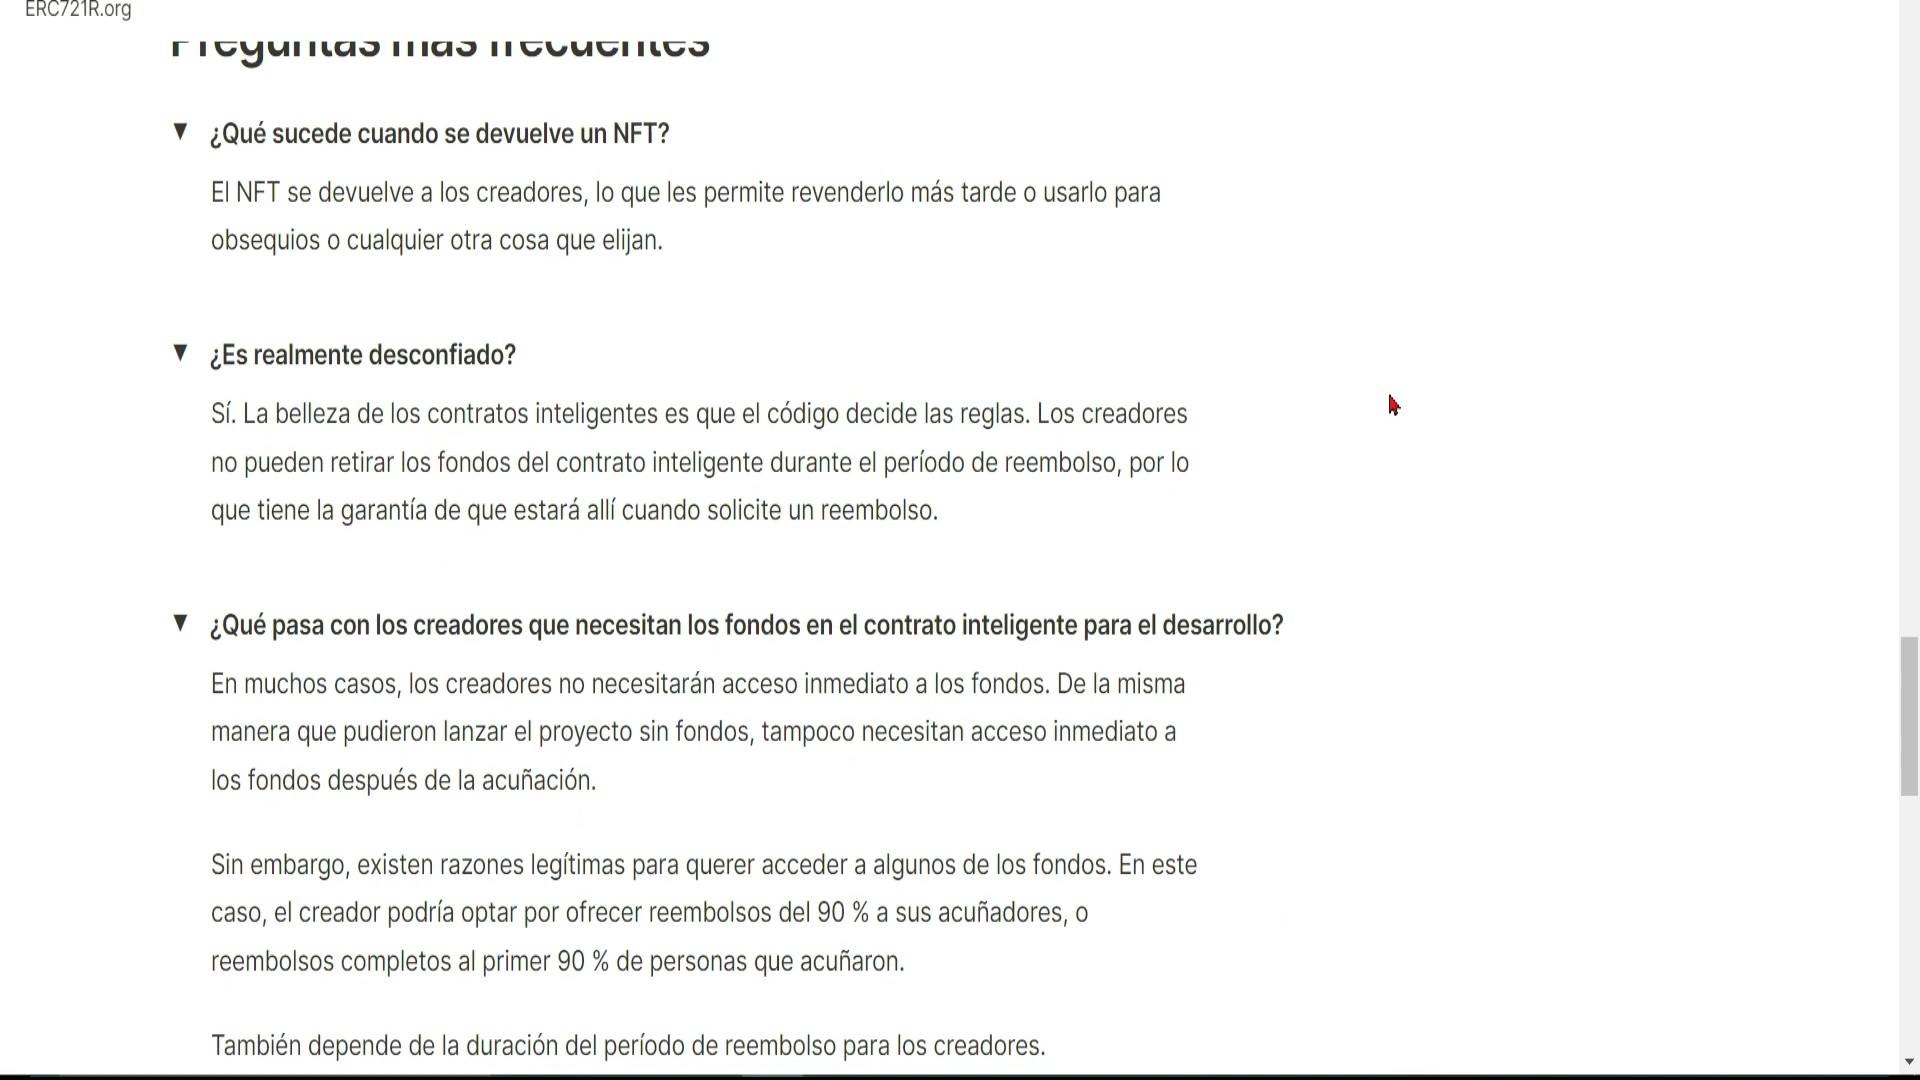 ERC721R.org
Preguntas más frecuentes
▼ ¿Qué sucede cuando se devuelve un NFT?
El NFT se devuelve a los creadores, lo que les permite revenderlo más tarde o usarlo para
obsequios o cualquier otra cosa que elijan.
▼ ¿Es realmente desconfiado?
Sí. La belleza de los contratos inteligentes es que el código decide las reglas. Los creadores
no pueden retirar los fondos del contrato inteligente durante el período de reembolso, por lo
que tiene la garantía de que estará allí cuando solicite un reembolso.
▼ ¿Qué pasa con los creadores que necesitan los fondos en el contrato inteligente para el desarrollo?
En muchos casos, los creadores no necesitarán acceso inmediato a los fondos. De la misma
manera que pudieron lanzar el proyecto sin fondos, tampoco necesitan acceso inmediato a
los fondos después de la acuñación.
Sin embargo, existen razones legítimas para querer acceder a algunos de los fondos. En este
caso, el creador podría optar por ofrecer reembolsos del 90 % a sus acuñadores, o
reembolsos completos al primer 90 % de personas que acuñaron.
También depende de la duración del período de reembolso para los creadores.